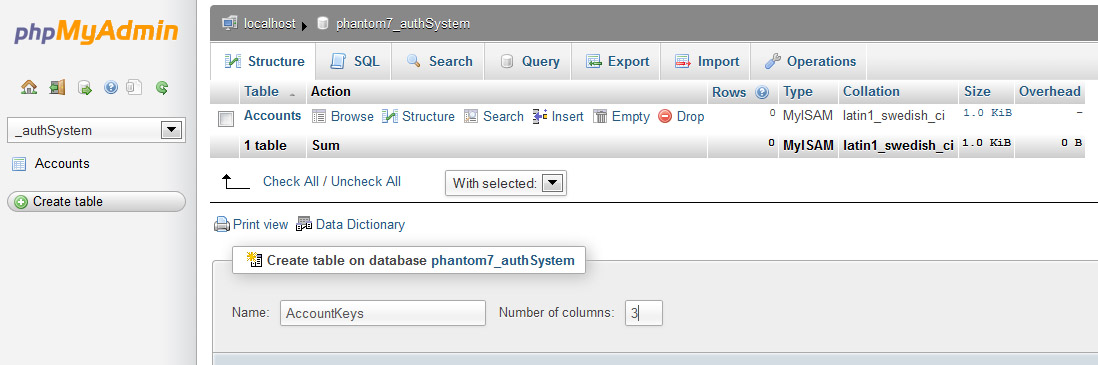 phpMyAdmin
_authSystem
Accounts
Create table
localhost phantom7_authSystem
Structure SQL Search Query Export Import Operations
Table Action Rows Type Collation Size Overhead
Accounts Browse Structure Search Insert Empty Drop 0 MyISAM latin1_swedish_ci 1.0 KiB -
1 table Sum 0 MyISAM latin1_swedish_ci 1.0 KiB 0 B
Check All / Uncheck All With selected:
Print view Data Dictionary
Create table on database phantom7_authSystem
Name: AccountKeys Number of columns: 3